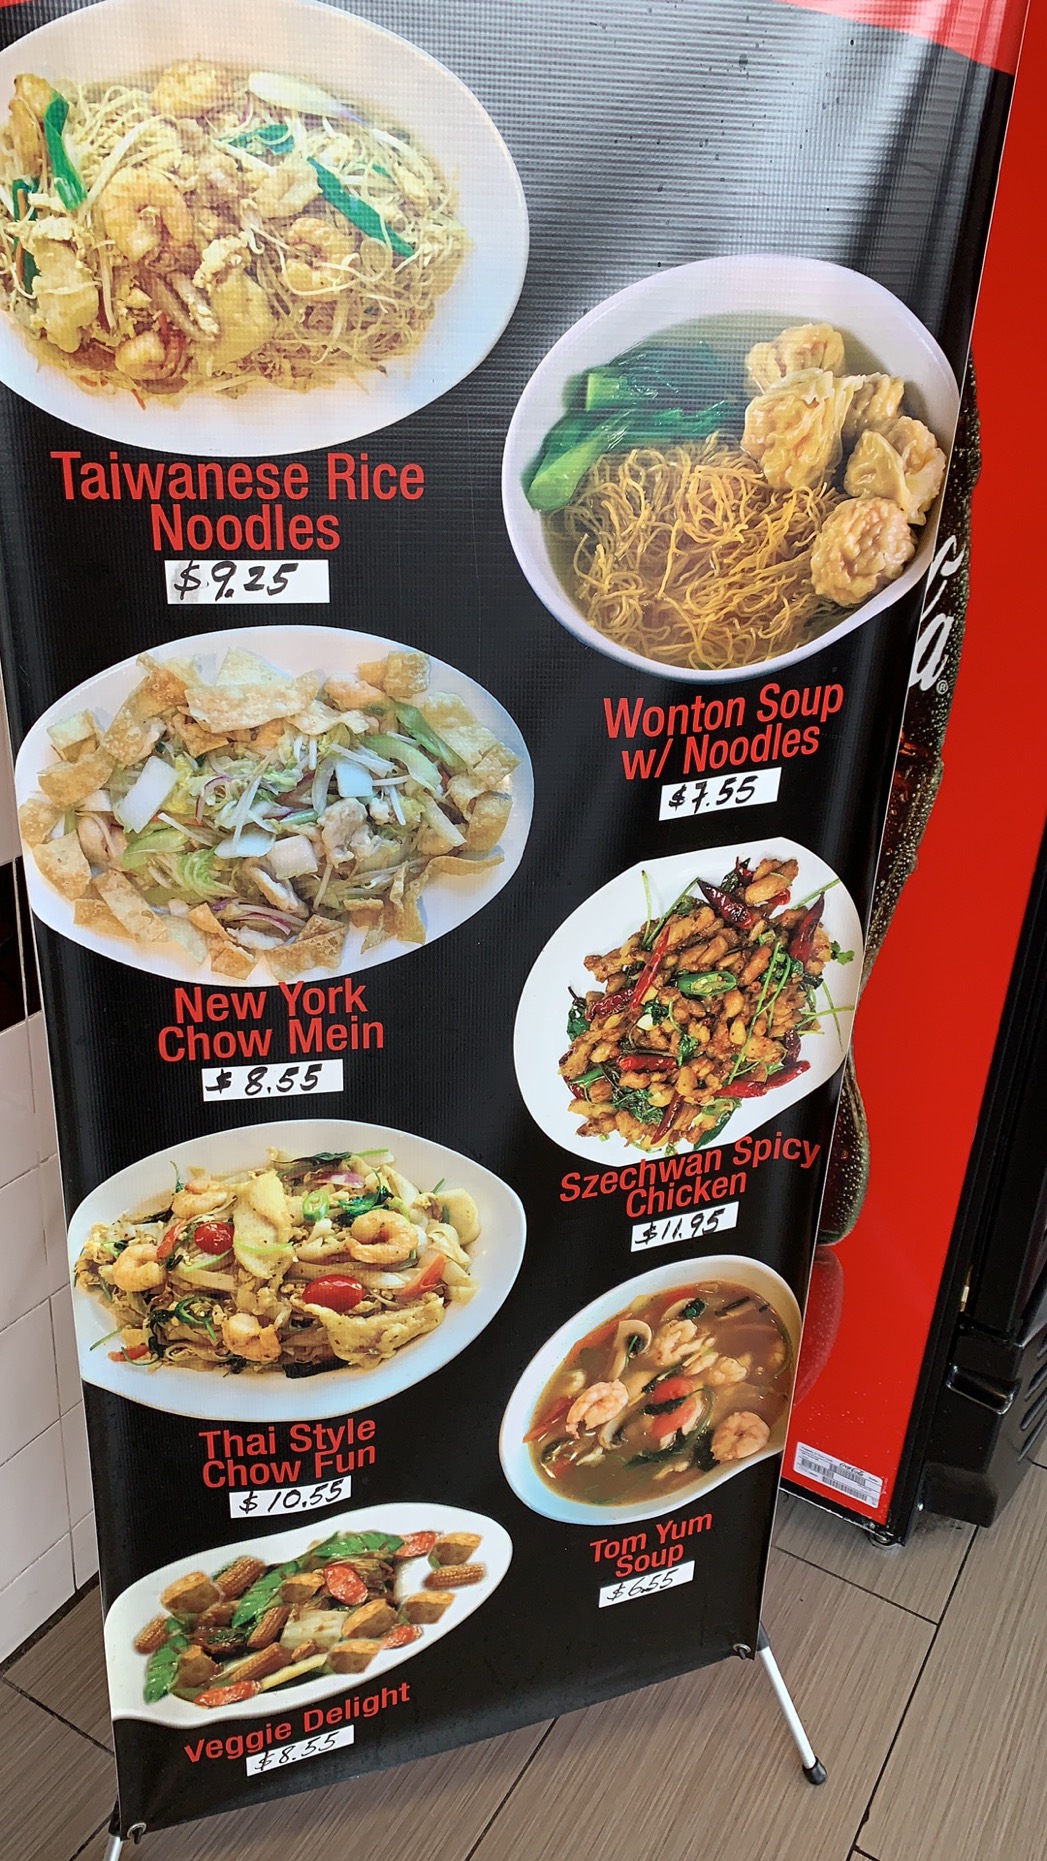 Taiwanese Rice
Noodles
$9.25
Wonton Soup
w/ Noodles
$7.55
New York
Chow Mein
$8.55
Szechwan Spicy
Chicken
$11.95
Thai Style
Chow Fun
$10.55
Tom Yum
Soup
$6.55
Veggie Delight
$8.55